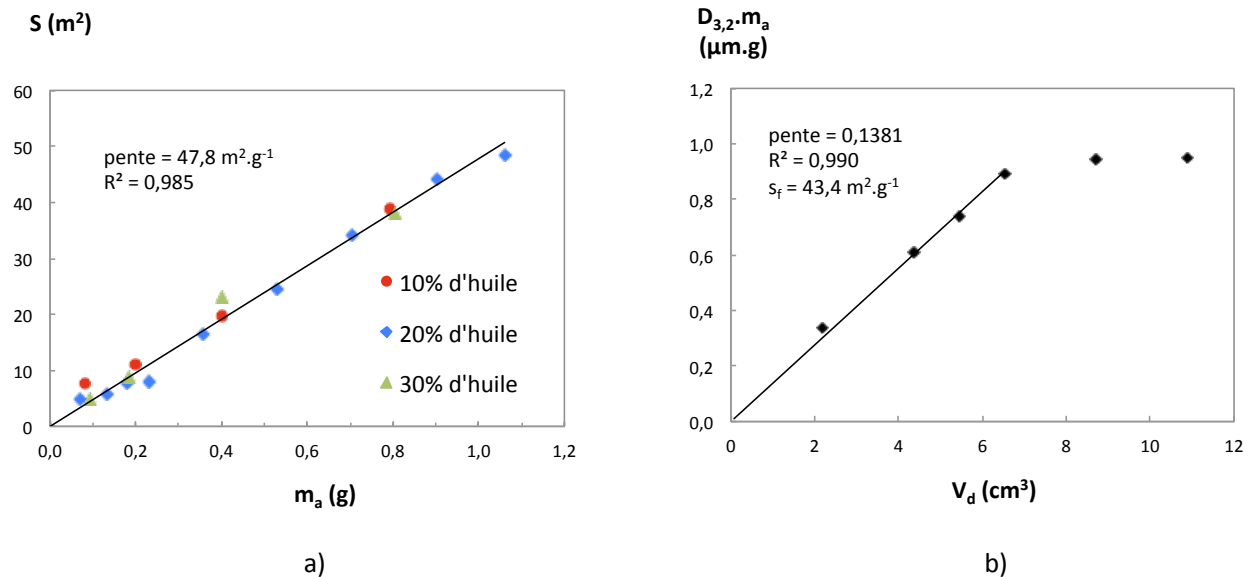 S (m²)
60
50
40
30
20
10
0
pente = 47,8 m².g⁻¹
R² = 0,985
10% d'huile
20% d'huile
30% d'huile
0,0 0,2 0,4 0,6 0,8 1,0 1,2
mₐ (g)
a)
D₃,₂.mₐ
(µm.g)
1,2
1,0
0,8
0,6
0,4
0,2
0,0
pente = 0,1381
R² = 0,990
s_f = 43,4 m².g⁻¹
0 2 4 6 8 10 12
V_d (cm³)
b)